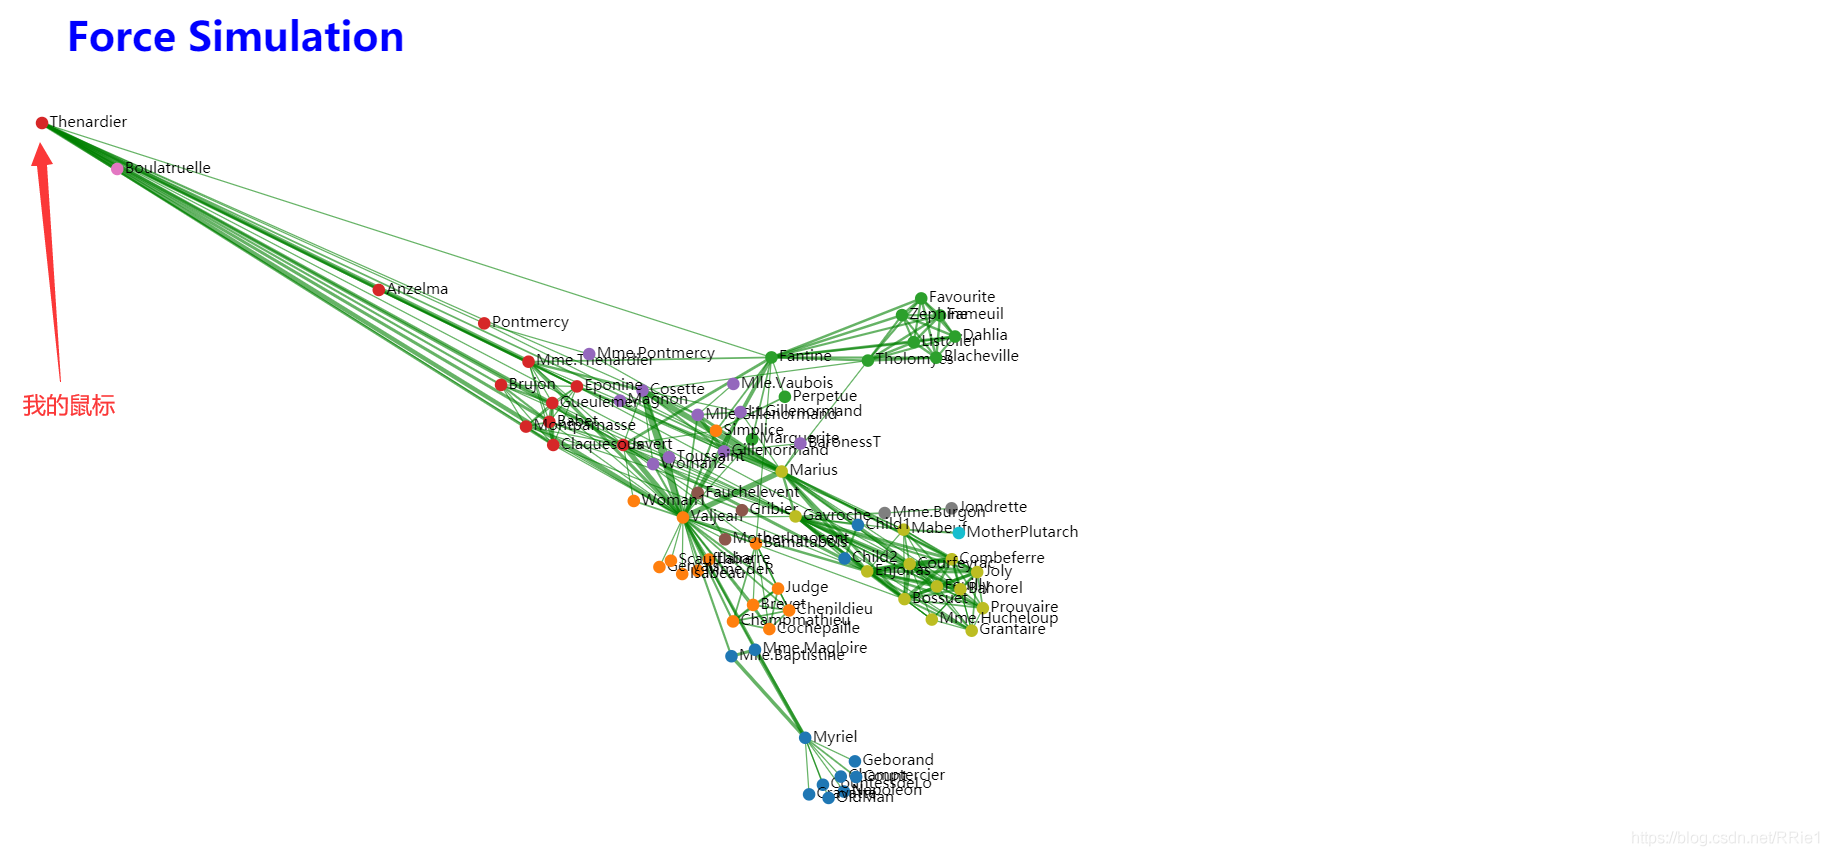 Force Simulation
Thenardier
Boulatruelle
我的鼠标
Anzelma
Pontmercy
Mme.Pontmercy
Mme.Thenardier
Brujon
Eponine
Cosette
Magnon
Gueulemer
Babet
Montparnasse
Claquesous
Javert
Toussaint
Woman2
Woman1
Favourite
Zephine
Fameuil
Dahlia
Listolier
Blacheville
Tholomyes
Fantine
Mlle.Vaubois
Perpetue
Mlle.Gillenormand
Lt.Gillenormand
Simplice
Marguerite
BaronessT
Gillenormand
Marius
Fauchelevent
Gribier
Valjean
Gavroche
Mme.Burgon
Jondrette
Child1
Mabeuf
MotherPlutarch
MotherInnocent
Bamatabois
Child2
Combeferre
Courfeyrac
Enjolras
Joly
Feuilly
Bahorel
Bossuet
Prouvaire
Mme.Hucheloup
Grantaire
Scaufflaire
Labarre
Gervais
Isabeau
Mme.deR
Judge
Brevet
Chenildieu
Champmathieu
Cochepaille
Mme.Magloire
Mlle.Baptistine
Myriel
Geborand
Champtercier
Count
CountessdeLo
Napoleon
Cravatte
OldMan
https://blog.csdn.net/RRie1